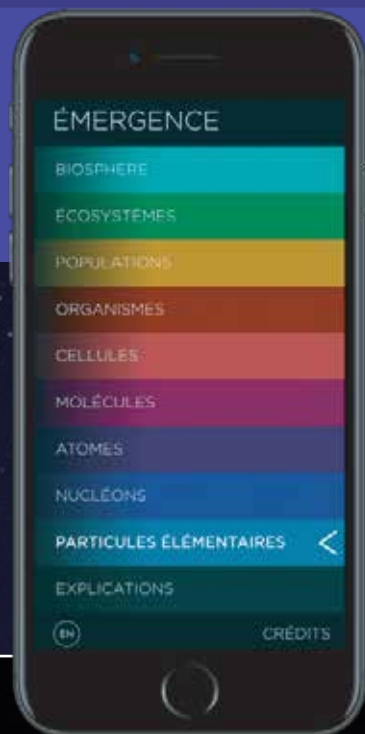 ÉMERGENCE
BIOSPHERE
ÉCOSYSTÈMES
POPULATIONS
ORGANISMES
CELLULES
MOLÉCULES
ATOMES
NUCLÉONS
PARTICULES ÉLÉMENTAIRES
EXPLICATIONS
EN
CRÉDITS